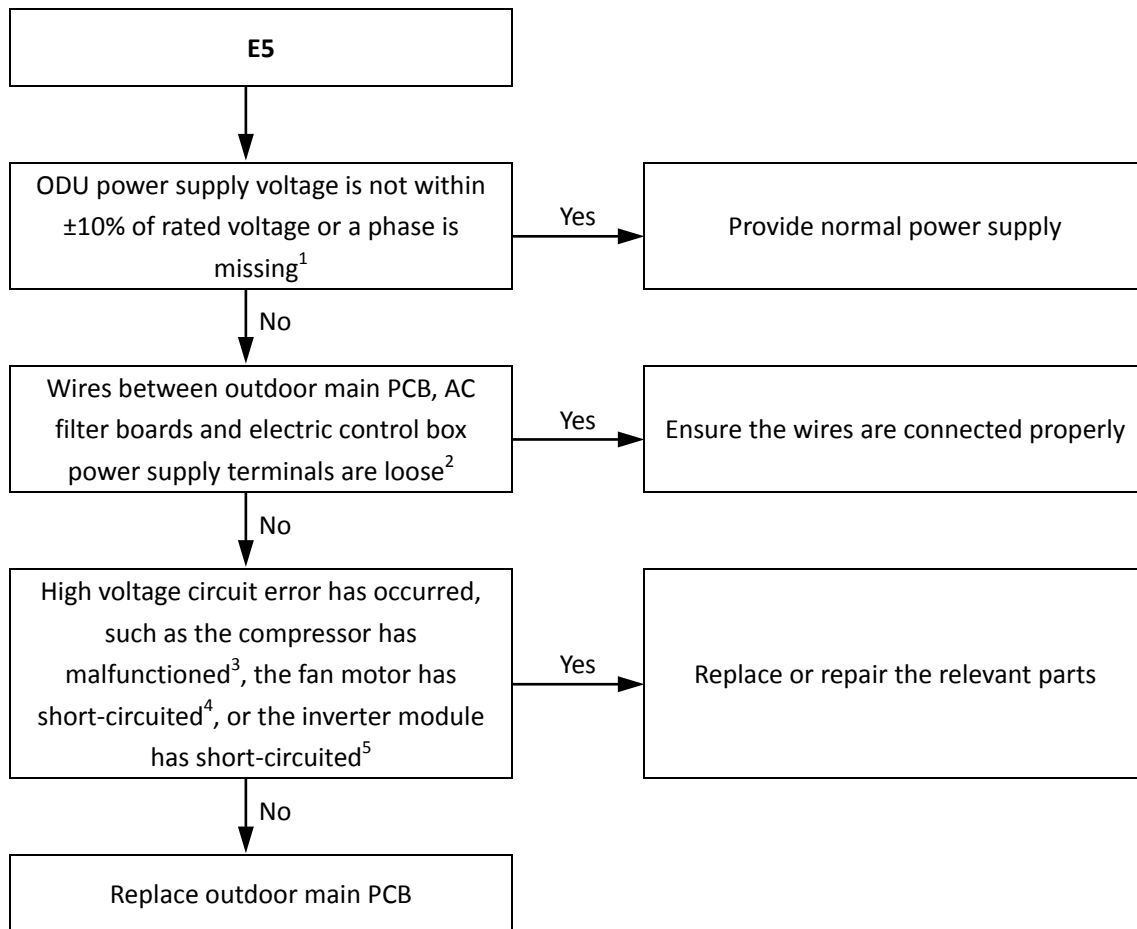 E5
ODU power supply voltage is not within
±10% of rated voltage or a phase is
missing¹
Yes
Provide normal power supply
No
Wires between outdoor main PCB, AC
filter boards and electric control box
power supply terminals are loose²
Yes
Ensure the wires are connected properly
No
High voltage circuit error has occurred,
such as the compressor has
malfunctioned³, the fan motor has
short-circuited⁴, or the inverter module
has short-circuited⁵
Yes
Replace or repair the relevant parts
No
Replace outdoor main PCB